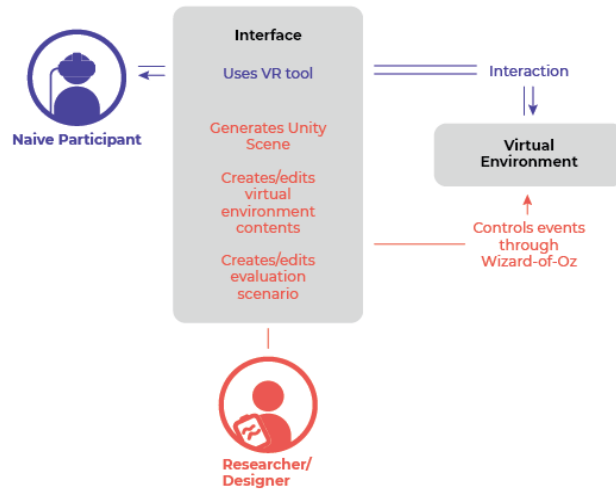 Interface
Uses VR tool
Interaction
Naive Participant
Generates Unity
Scene
Creates/edits
virtual
environment
contents
Creates/edits
evaluation
scenario
Virtual
Environment
Controls events
through
Wizard-of-Oz
Researcher/
Designer